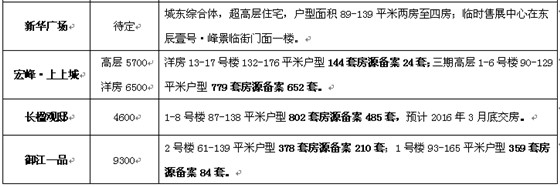 新华广场
待定
域东综合体，超高层住宅，户型面积 89-139 平米两房至四房；临时售展中心在东
辰壹号·峰景临街门面一楼。
宏峰·上上城
高层 5700
洋房 6500
洋房 13-17 号楼 132-176 平米户型 144 套房源备案 24 套；三期高层 1-6 号楼 90-129
平米户型 779 套房源备案 652 套。
长楹观邸
4600
1-8 号楼 87-138 平米户型 802 套房源备案 485 套，预计 2016 年 3 月底交房。
御江一品
9300
2 号楼 61-139 平米户型 378 套房源备案 210 套；1 号楼 93-165 平米户型 359 套房
源备案 84 套。